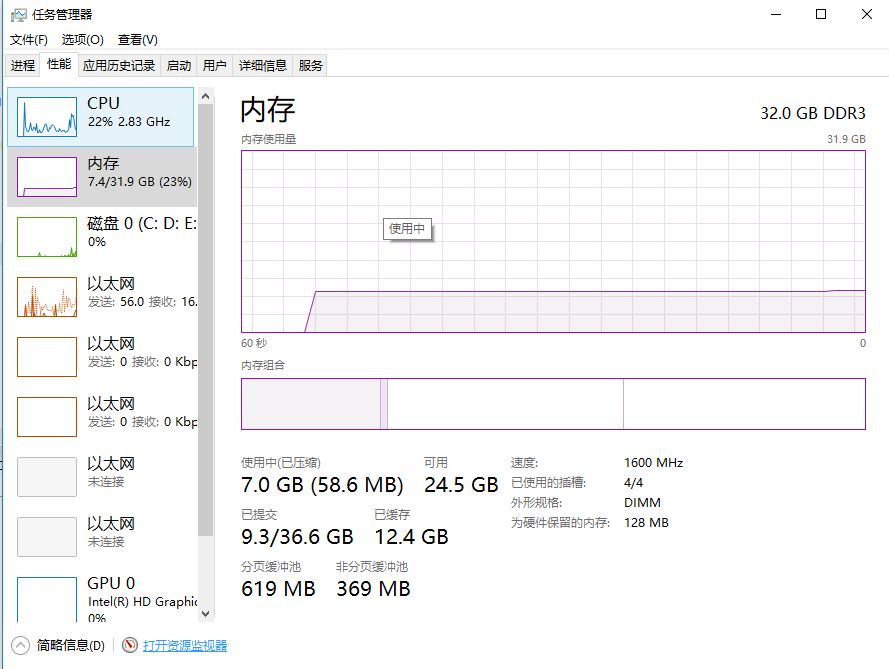 任务管理器
文件(F) 选项(O) 查看(V)
进程 性能 应用历史记录 启动 用户 详细信息 服务
CPU
22% 2.83 GHz
内存
7.4/31.9 GB (23%)
磁盘 0 (C: D: E:
0%
以太网
发送: 56.0 接收: 16.
以太网
发送: 0 接收: 0 Kbp
以太网
发送: 0 接收: 0 Kbp
以太网
未连接
以太网
未连接
GPU 0
Intel(R) HD Graphic
0%
内存
32.0 GB DDR3
内存使用量
31.9 GB
使用中
60 秒
0
内存组合
使用中(已压缩)
7.0 GB (58.6 MB)
可用
24.5 GB
已提交
9.3/36.6 GB
已缓存
12.4 GB
分页缓冲池
619 MB
非分页缓冲池
369 MB
速度: 1600 MHz
已使用的插槽: 4/4
外形规格: DIMM
为硬件保留的内存: 128 MB
简略信息(D)
打开资源监视器